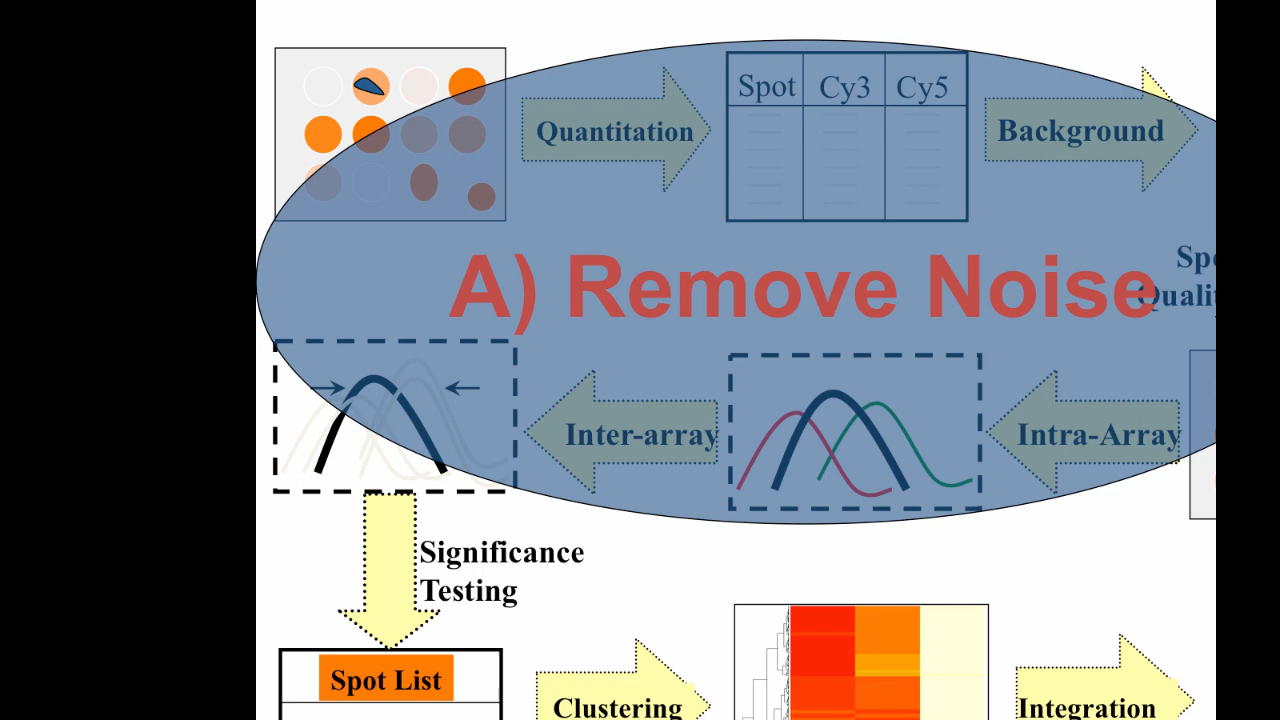 Spot Cy3 Cy5
Quantitation
Background
A) Remove Noise
Inter-array
Intra-Array
Significance
Testing
Spot List
Clustering
Integration